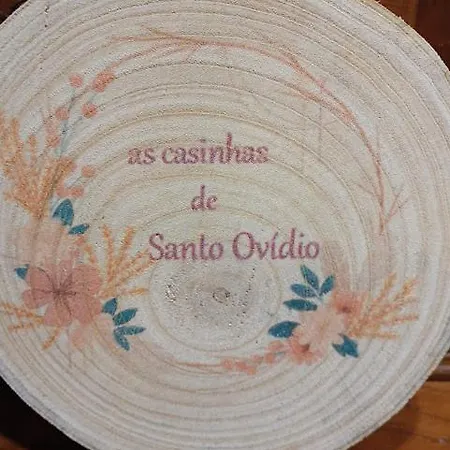 as casinhas
de
Santo Ovídio